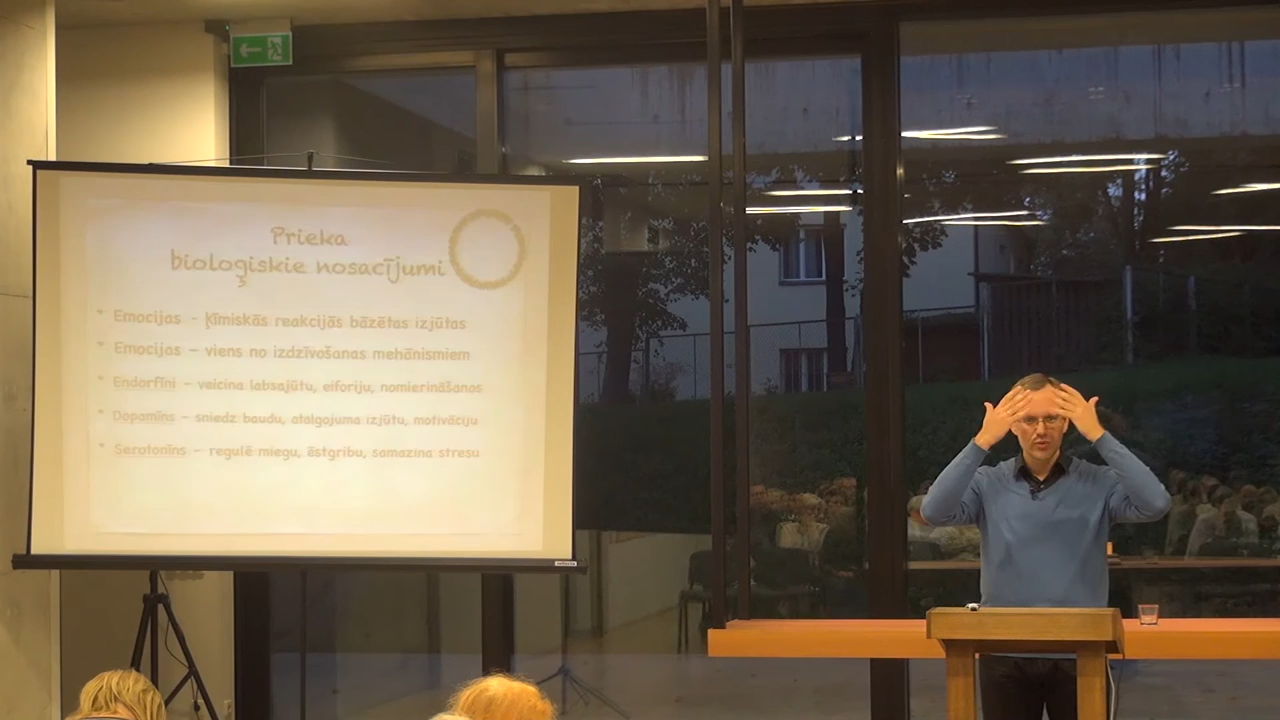 Prieka
bioloģiskie nosacījumi
* Emocijas - ķīmiskās reakcijās bāzētas izjūtas
* Emocijas - viens no izdzīvošanas mehānismiem
* Endorfīni - veicina labsajūtu, eiforiju, nomierināšanos
* Dopamīns - sniedz baudu, atalgojuma izjūtu, motivāciju
* Serotonīns - regulē miegu, ēstgribu, samazina stresu